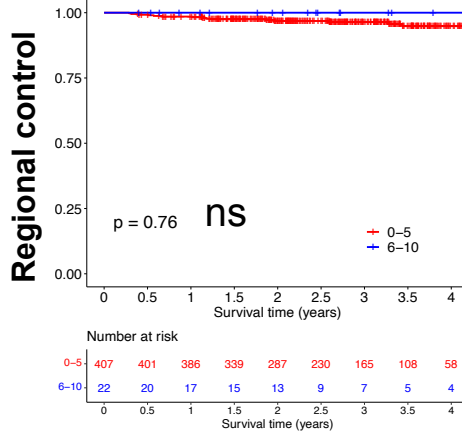 Regional control
1.00
0.75
0.50
0.25
0.00
p = 0.76
ns
0−5
6−10
0 0.5 1 1.5 2 2.5 3 3.5 4
Survival time (years)
Number at risk
0−5 407 401 386 339 287 230 165 108 58
6−10 22 20 17 15 13 9 7 5 4
0 0.5 1 1.5 2 2.5 3 3.5 4
Survival time (years)